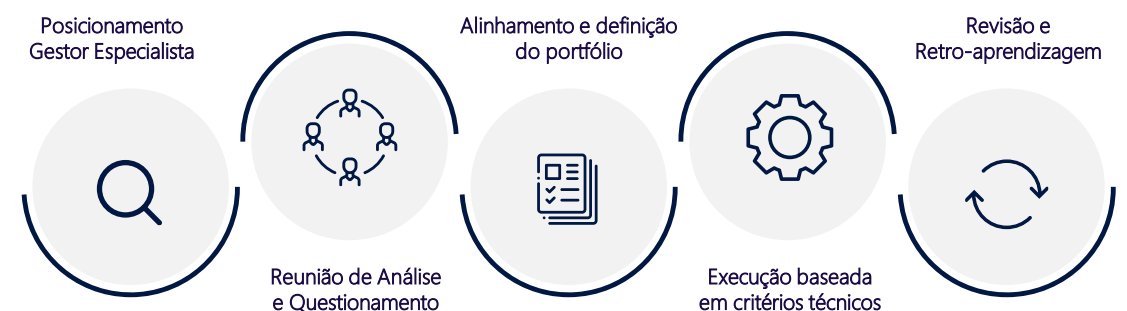 Posicionamento
Gestor Especialista
Reunião de Análise
e Questionamento
Alinhamento e definição
do portfólio
Execução baseada
em critérios técnicos
Revisão e
Retro-aprendizagem